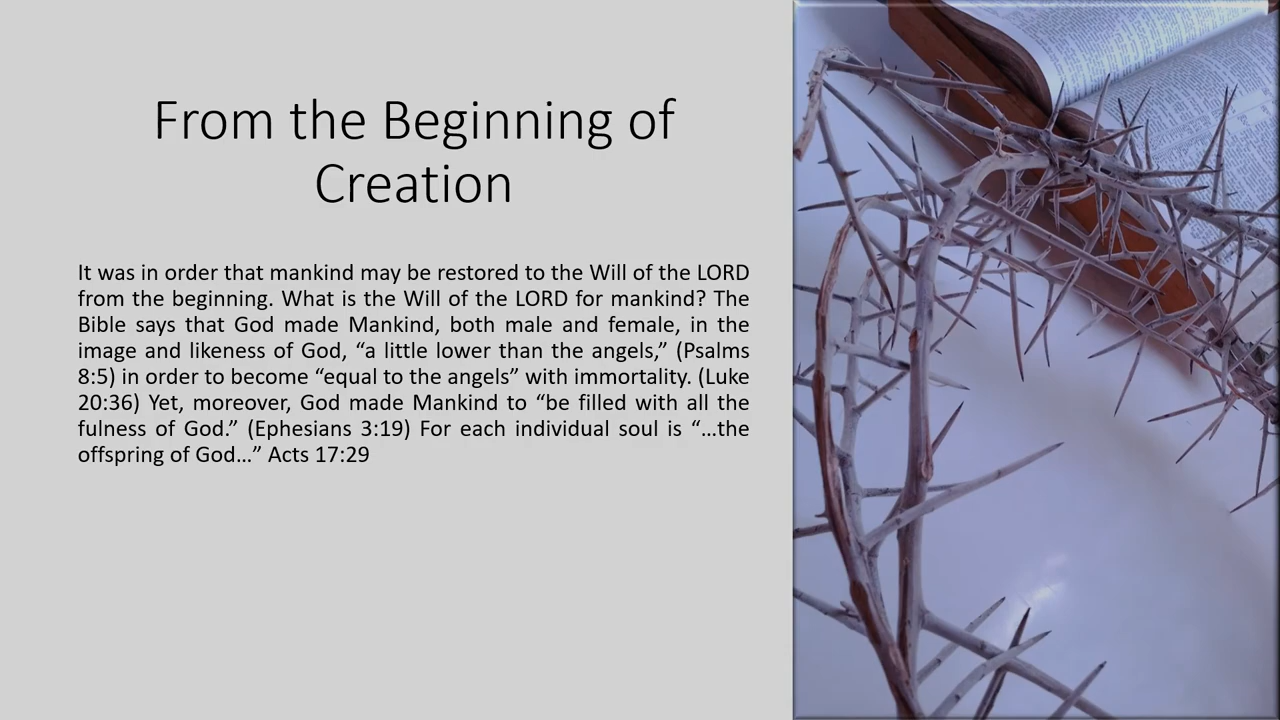 From the Beginning of
Creation
It was in order that mankind may be restored to the Will of the LORD
from the beginning. What is the Will of the LORD for mankind? The
Bible says that God made Mankind, both male and female, in the
image and likeness of God, “a little lower than the angels,” (Psalms
8:5) in order to become “equal to the angels” with immortality. (Luke
20:36) Yet, moreover, God made Mankind to “be filled with all the
fulness of God.” (Ephesians 3:19) For each individual soul is “…the
offspring of God…” Acts 17:29